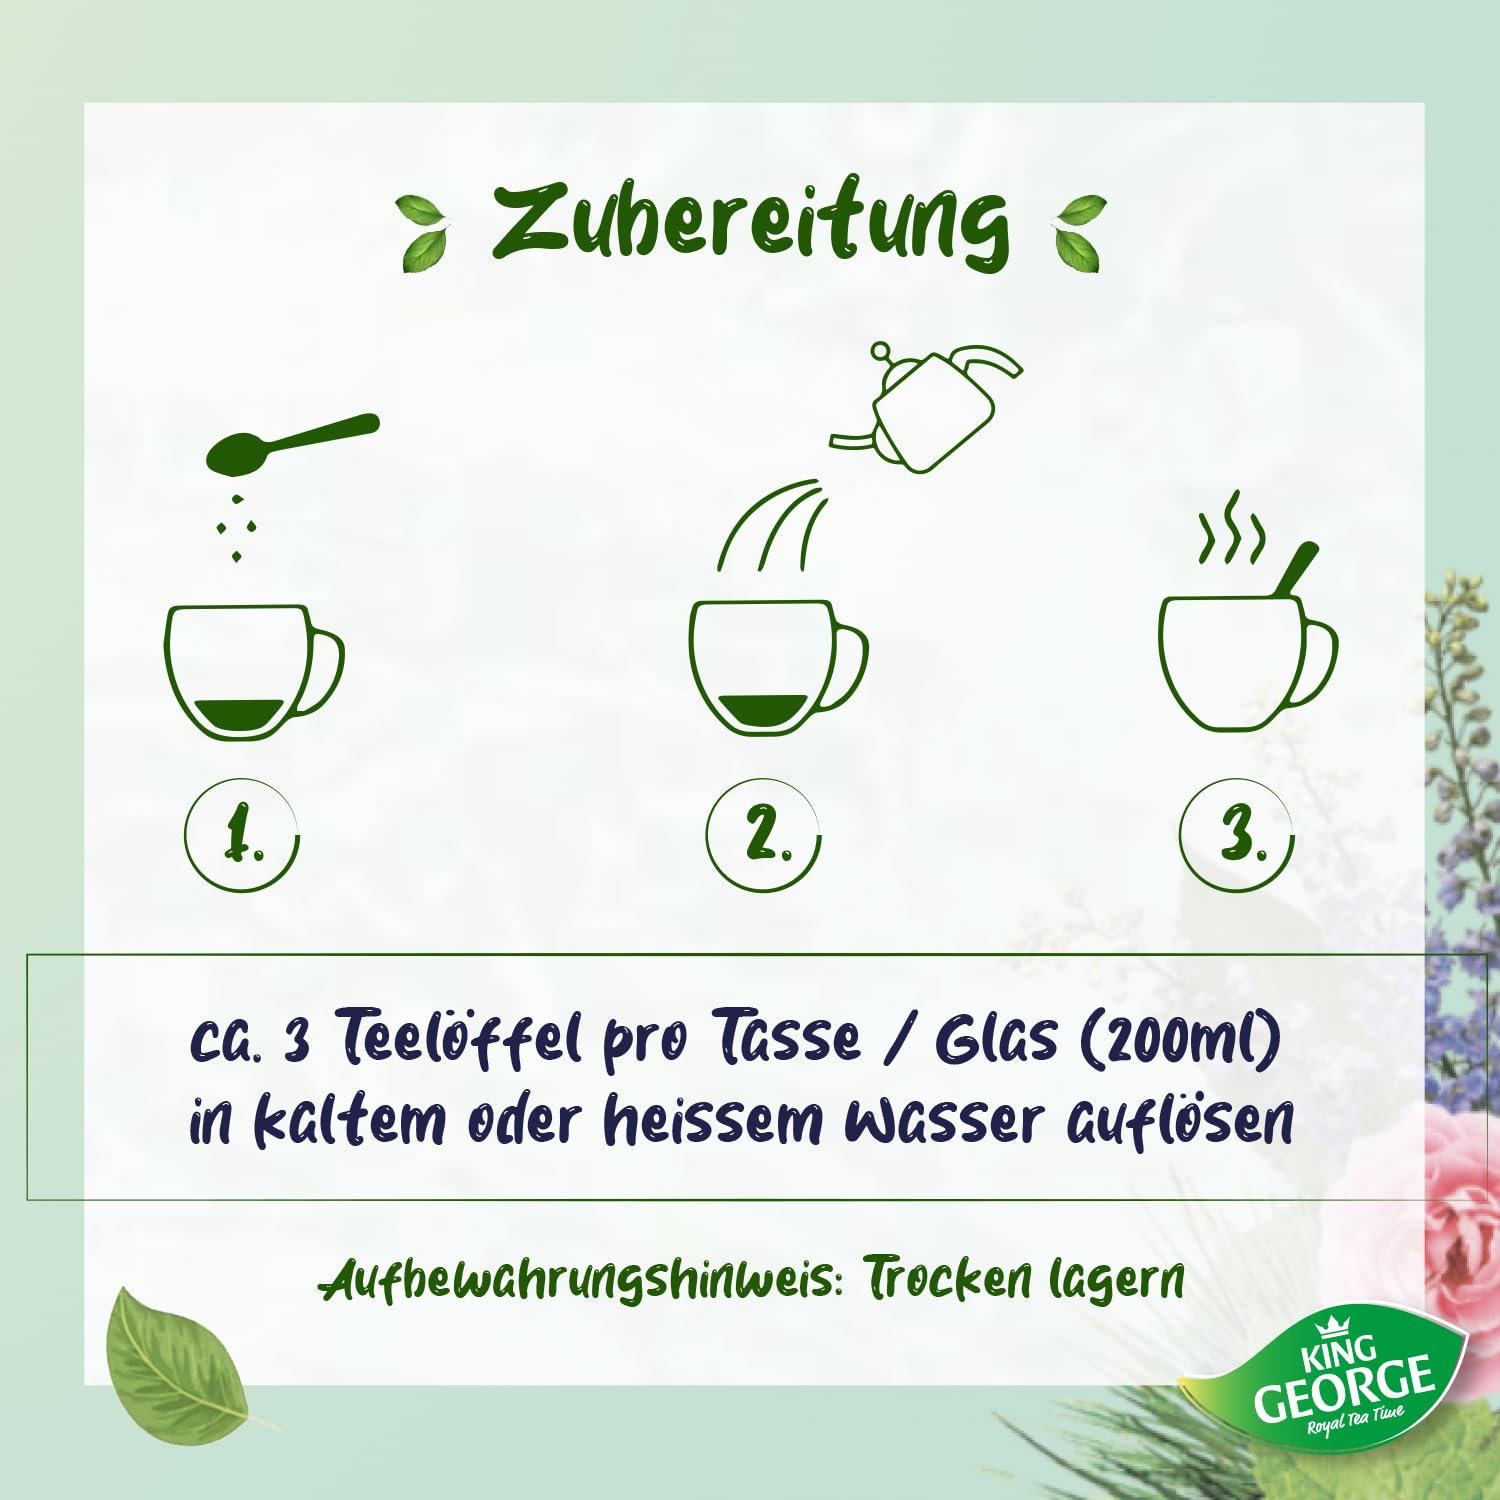 Zubereitung
1.
2.
3.
ca. 3 Teelöffel pro Tasse / Glas (200ml)
in kaltem oder heissem Wasser auflösen
Aufbewahrungshinweis: Trocken lagern
KING
GEORGE
Royal Tea Time